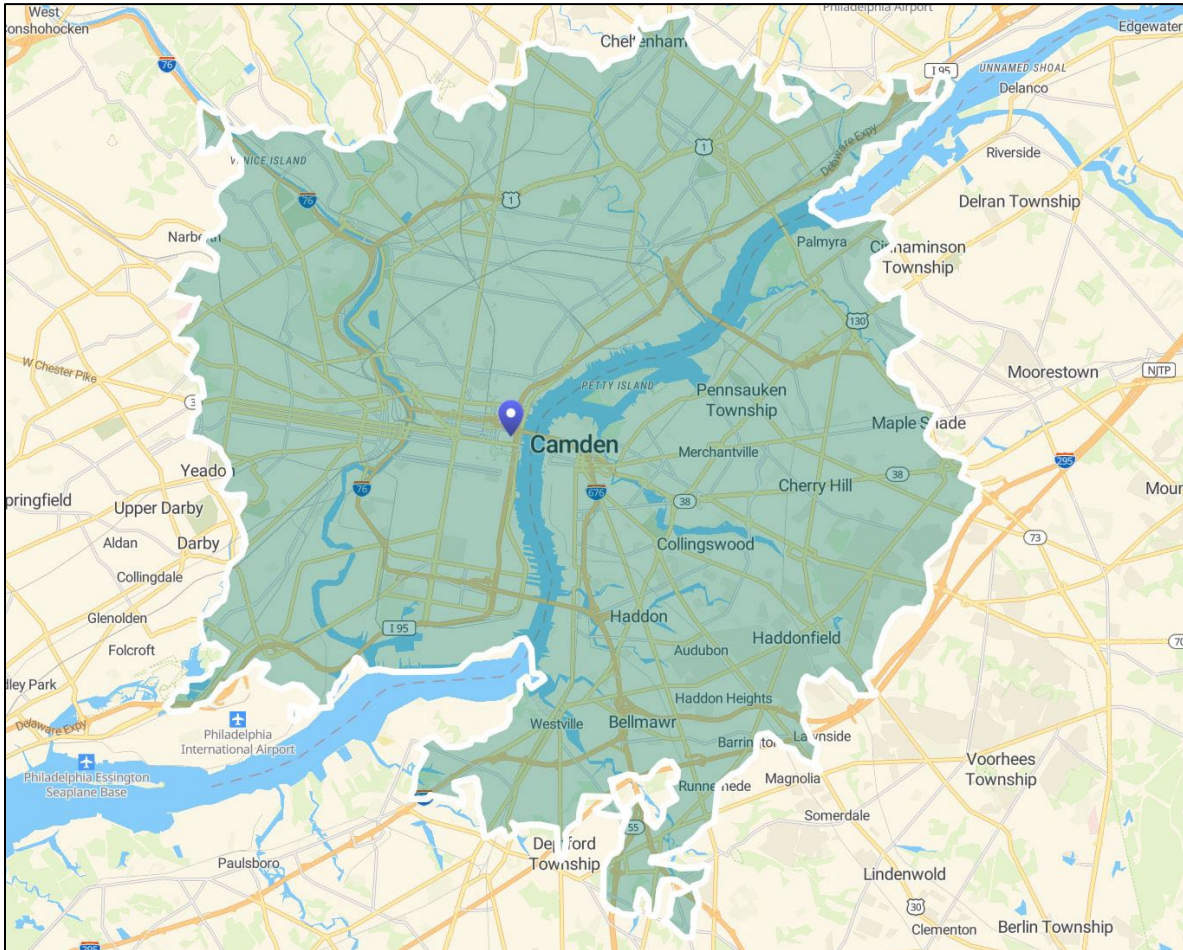 West
Conshohocken
76
Philadelphia Airport
Edgewater
Cheltenham
I 95
UNNAMED SHOAL
Delanco
Delaware Expy
1
Riverside
VENICE ISLAND
76
1
Delran Township
Narberth
Palmyra
Cinnaminson
Township
130
W Chester Pike
Moorestown
NJTP
PETTY ISLAND
Pennsauken
Township
3
Maple Shade
Camden
Merchantville
295
Yeadon
38
Cherry Hill
76
676
38
pringfield
Upper Darby
Moun
Aldan
Darby
73
Collingswood
Collingdale
Glenolden
Haddon
I 95
Haddonfield
70
Folcroft
Audubon
dley Park
Haddon Heights
Delaware Expy
Philadelphia
International Airport
Westville
Bellmawr
Lawnside
Barrington
Philadelphia Essington
Seaplane Base
Voorhees
Township
Magnolia
Runnemede
Somerdale
55
Deptford
Township
Paulsboro
Lindenwold
30
Clementon
Berlin Township
295